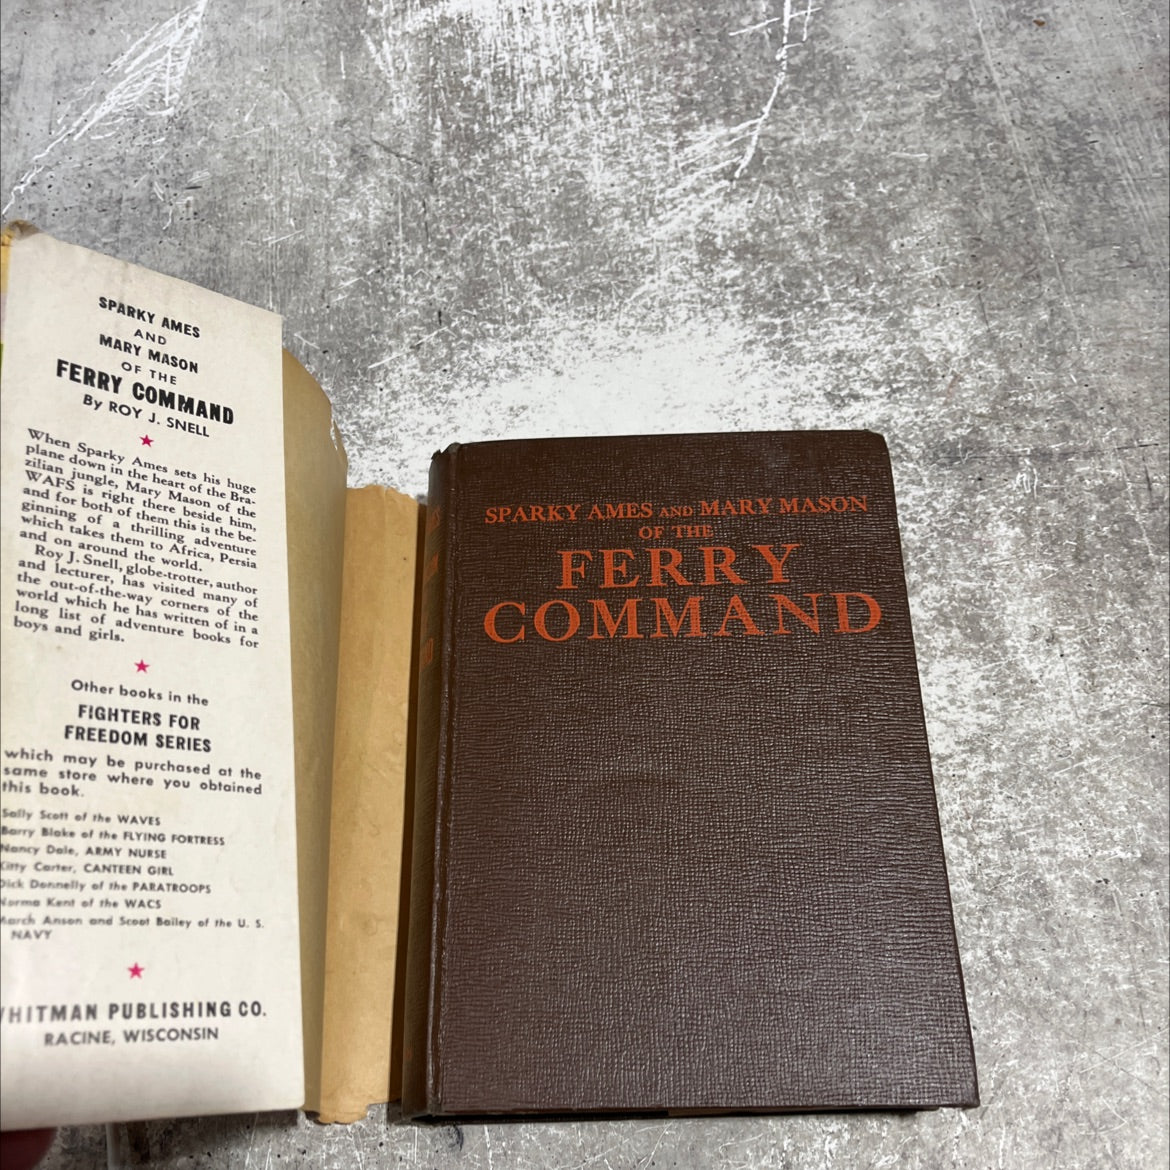 SPARKY AMES
AND
MARY MASON
OF THE
FERRY COMMAND
By ROY J. SNELL
When Sparky Ames sets his huge
plane down in the heart of the Bra-
zilian jungle, Mary Mason of the
WAFS is right there beside him,
and for both of them this is the be-
ginning of a thrilling adventure
which takes them to Africa, Persia
and on around the world.
Roy J. Snell, globe-trotter, author
and lecturer, has visited many of
the out-of-the-way corners of the
world which he has written of in a
long list of adventure books for
boys and girls.
Other books in the
FIGHTERS FOR
FREEDOM SERIES
which may be purchased at the
same store where you obtained
this book.
Sally Scott of the WAVES
Barry Blake of the FLYING FORTRESS
Nancy Dale, ARMY NURSE
Kitty Carter, CANTEEN GIRL
Dick Donnelly of the PARATROOPS
Norma Kent of the WACS
March Anson and Scoot Bailey of the U. S.
NAVY
WHITMAN PUBLISHING CO.
RACINE, WISCONSIN
SPARKY AMES AND MARY MASON
OF THE
FERRY
COMMAND